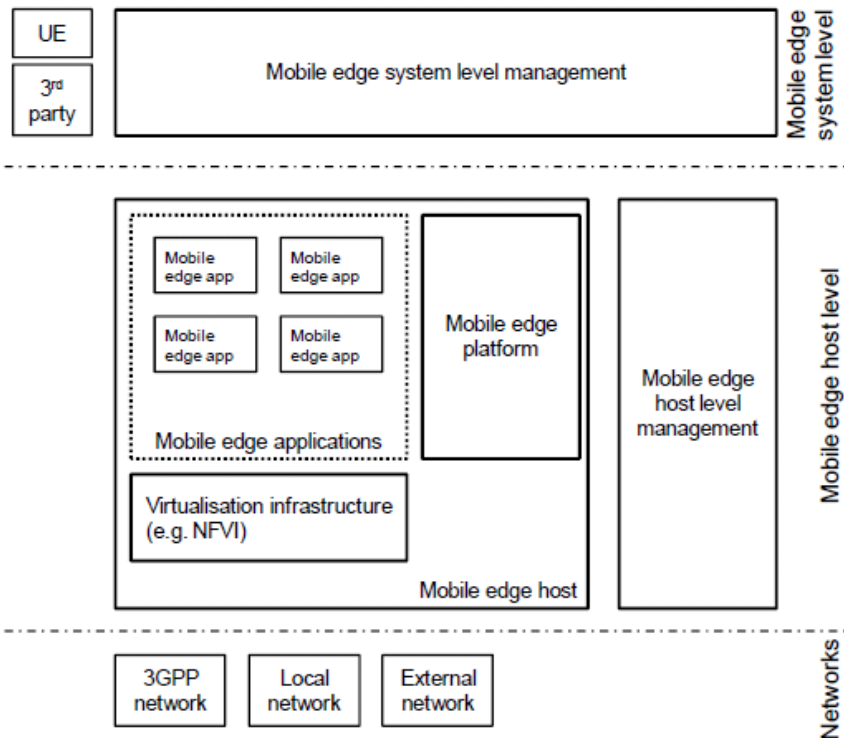 UE
3rd
party
Mobile edge system level management
Mobile edge
system level
Mobile
edge app
Mobile
edge app
Mobile
edge app
Mobile
edge app
Mobile edge applications
Mobile edge
platform
Virtualisation infrastructure
(e.g. NFVI)
Mobile edge host
Mobile edge
host level
management
Mobile edge host level
3GPP
network
Local
network
External
network
Networks